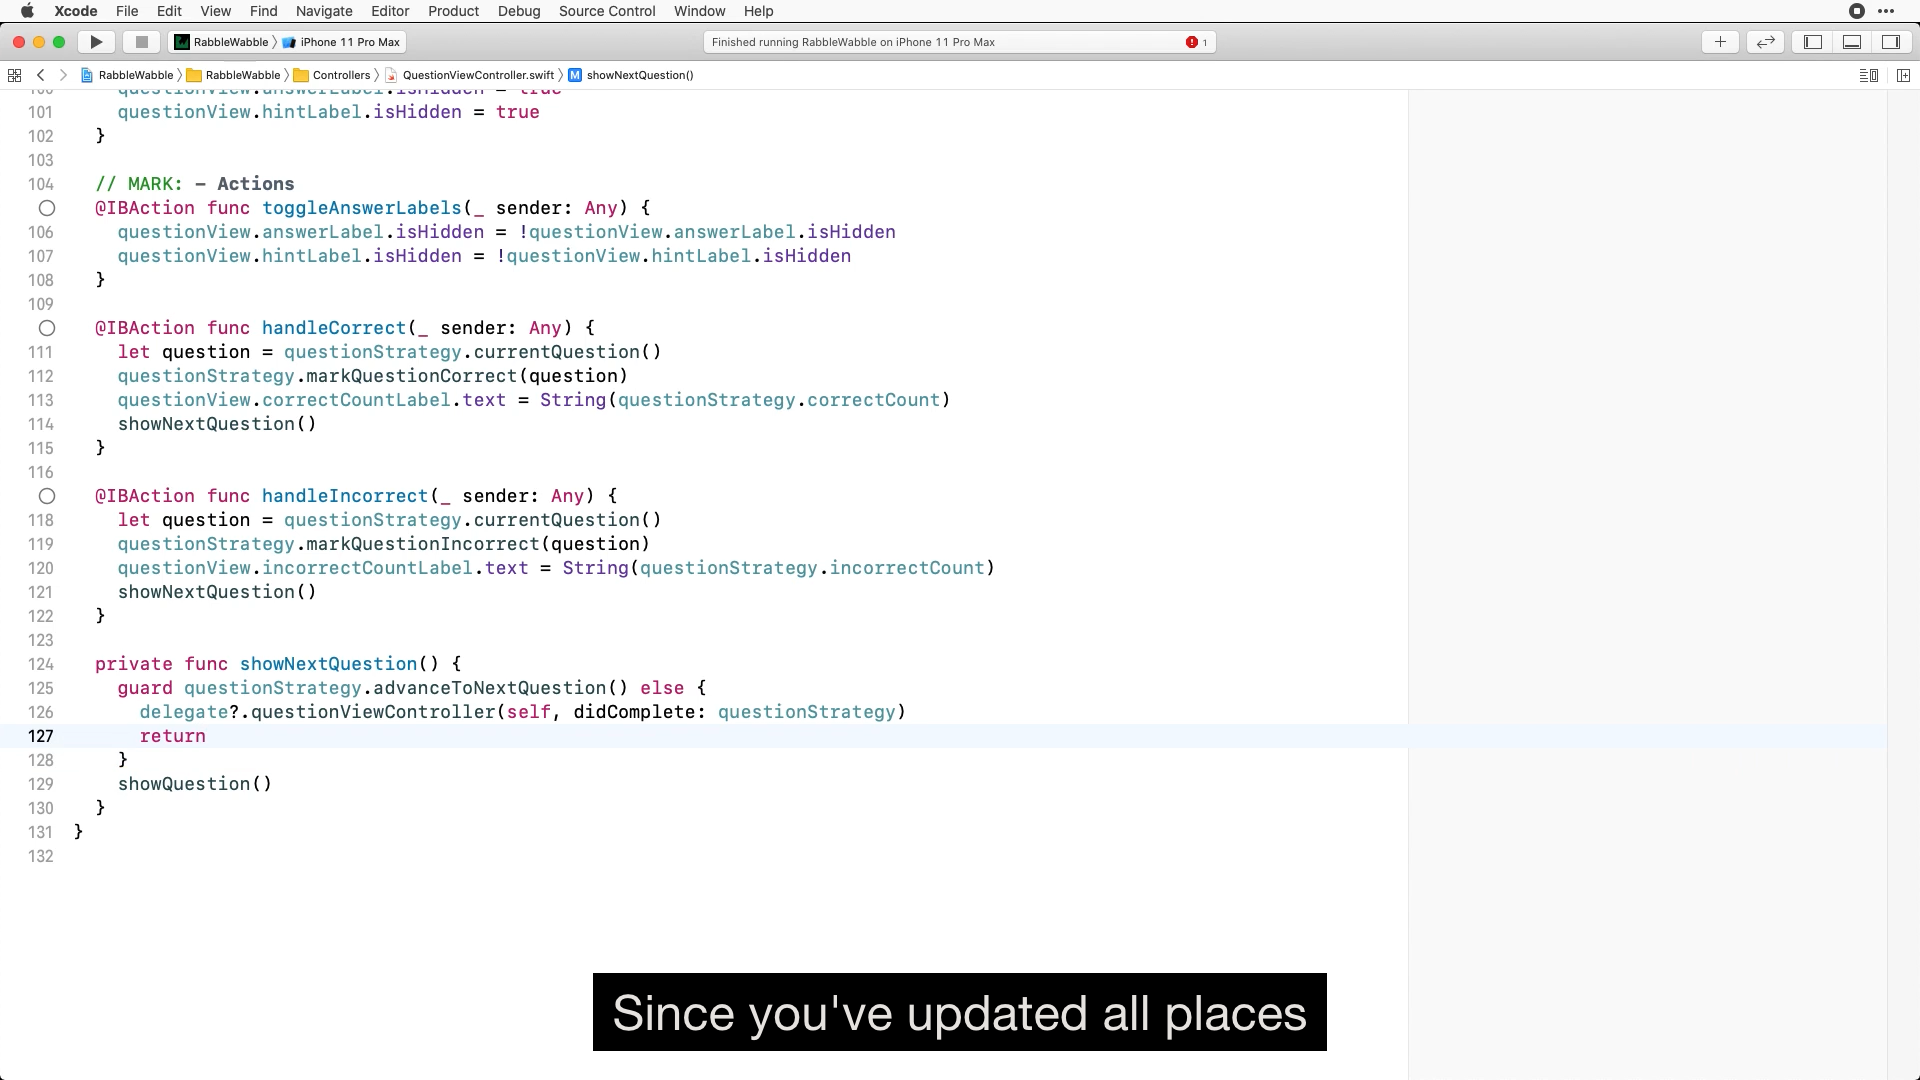 Xcode File Edit View Find Navigate Editor Product Debug Source Control Window Help
RabbleWabble 〉 iPhone 11 Pro Max Finished running RabbleWabble on iPhone 11 Pro Max 1
RabbleWabble 〉 RabbleWabble 〉 Controllers 〉 QuestionViewController.swift 〉 M showNextQuestion()
100 questionView.answerLabel.isHidden = true
101 questionView.hintLabel.isHidden = true
102 }
103
104 // MARK: - Actions
@IBAction func toggleAnswerLabels(_ sender: Any) {
106 questionView.answerLabel.isHidden = !questionView.answerLabel.isHidden
107 questionView.hintLabel.isHidden = !questionView.hintLabel.isHidden
108 }
109
@IBAction func handleCorrect(_ sender: Any) {
111 let question = questionStrategy.currentQuestion()
112 questionStrategy.markQuestionCorrect(question)
113 questionView.correctCountLabel.text = String(questionStrategy.correctCount)
114 showNextQuestion()
115 }
116
@IBAction func handleIncorrect(_ sender: Any) {
118 let question = questionStrategy.currentQuestion()
119 questionStrategy.markQuestionIncorrect(question)
120 questionView.incorrectCountLabel.text = String(questionStrategy.incorrectCount)
121 showNextQuestion()
122 }
123
124 private func showNextQuestion() {
125 guard questionStrategy.advanceToNextQuestion() else {
126 delegate?.questionViewController(self, didComplete: questionStrategy)
127 return
128 }
129 showQuestion()
130 }
131 }
132
Since you've updated all places